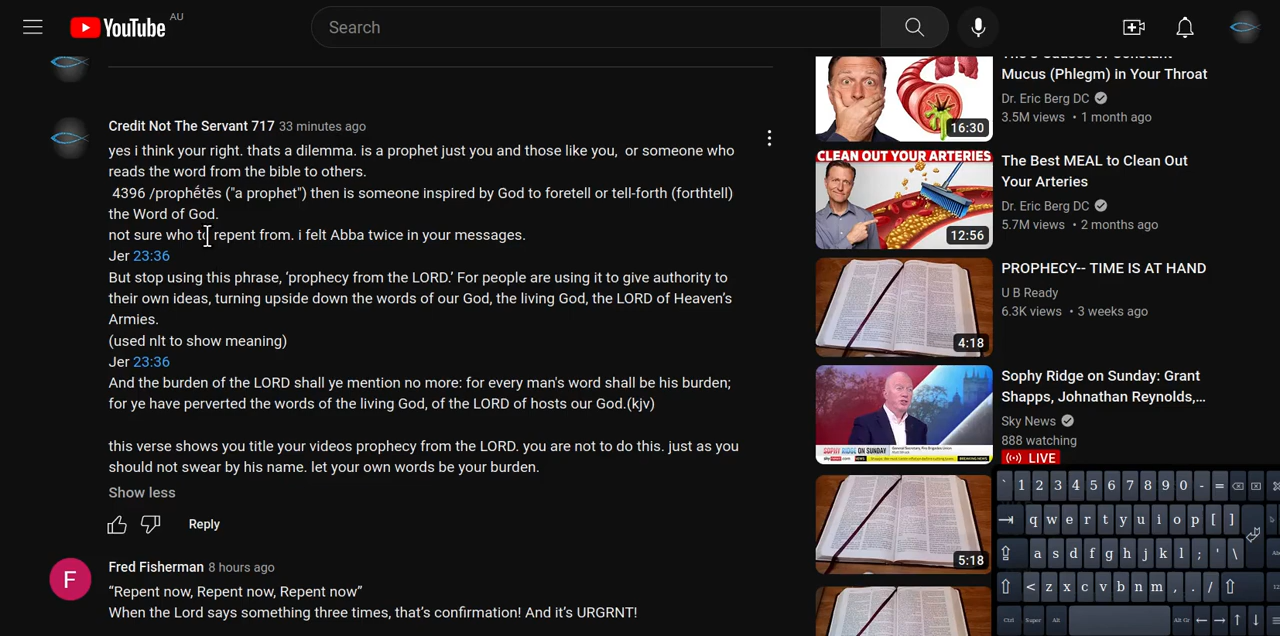 YouTube AU
Search
Credit Not The Servant 717 33 minutes ago
yes i think your right. thats a dilemma. is a prophet just you and those like you,  or someone who
reads the word from the bible to others.
4396 /prophḗtēs ("a prophet") then is someone inspired by God to foretell or tell-forth (forthtell)
the Word of God.
not sure who to repent from. i felt Abba twice in your messages.
Jer 23:36
But stop using this phrase, ‘prophecy from the LORD.’ For people are using it to give authority to
their own ideas, turning upside down the words of our God, the living God, the LORD of Heaven’s
Armies.
(used nlt to show meaning)
Jer 23:36
And the burden of the LORD shall ye mention no more: for every man's word shall be his burden;
for ye have perverted the words of the living God, of the LORD of hosts our God.(kjv)
this verse shows you title your videos prophecy from the LORD. you are not to do this. just as you
should not swear by his name. let your own words be your burden.
Show less
Reply
F
Fred Fisherman 8 hours ago
“Repent now, Repent now, Repent now”
When the Lord says something three times, that’s confirmation! And it’s URGRNT!
Mucus (Phlegm) in Your Throat
Dr. Eric Berg DC
3.5M views • 1 month ago
16:30
CLEAN OUT YOUR ARTERIES
12:56
The Best MEAL to Clean Out
Your Arteries
Dr. Eric Berg DC
5.7M views • 2 months ago
4:18
PROPHECY-- TIME IS AT HAND
U B Ready
6.3K views • 3 weeks ago
SOPHY RIDGE ON SUNDAY
Sophy Ridge on Sunday: Grant
Shapps, Johnathan Reynolds,…
Sky News
888 watching
LIVE
5:18
` 1 2 3 4 5 6 7 8 9 0 - =
q w e r t y u i o p [ ]
a s d f g h j k l ; ' \
< z x c v b n m , . /
Ctrl Super Alt Alt Gr